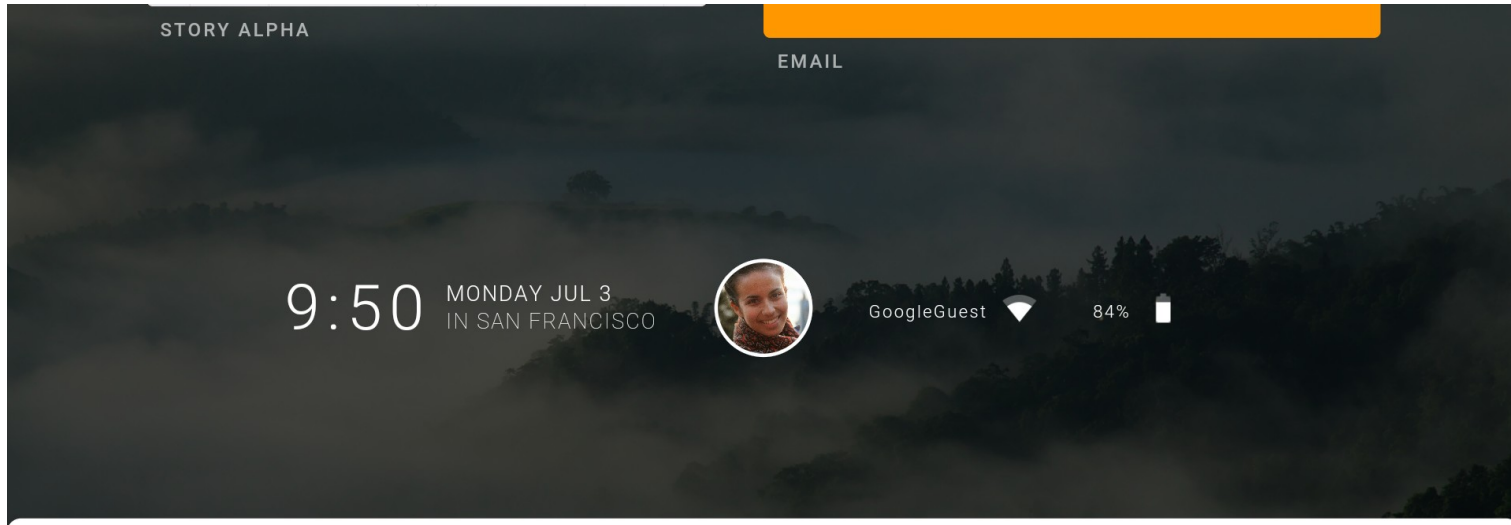 STORY ALPHA
EMAIL
9:50
MONDAY JUL 3
IN SAN FRANCISCO
GoogleGuest
84%